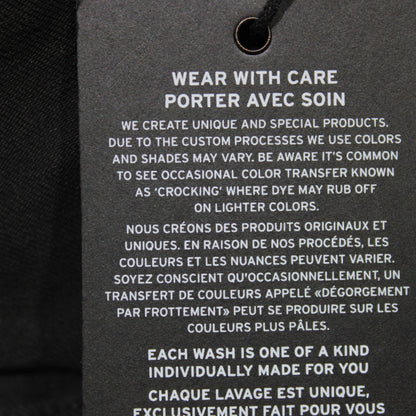 WEAR WITH CARE
PORTER AVEC SOIN
WE CREATE UNIQUE AND SPECIAL PRODUCTS.
DUE TO THE CUSTOM PROCESSES WE USE COLORS
AND SHADES MAY VARY. BE AWARE IT'S COMMON
TO SEE OCCASIONAL COLOR TRANSFER KNOWN
AS ‘CROCKING’ WHERE DYE MAY RUB OFF
ON LIGHTER COLORS.
NOUS CRÉONS DES PRODUITS ORIGINAUX ET
UNIQUES. EN RAISON DE NOS PROCÉDÉS, LES
COULEURS ET LES NUANCES PEUVENT VARIER.
SOYEZ CONSCIENT QU'OCCASIONNELLEMENT, UN
TRANSFERT DE COULEURS APPELÉ «DÉGORGEMENT
PAR FROTTEMENT» PEUT SE PRODUIRE SUR LES
COULEURS PLUS PÂLES.
EACH WASH IS ONE OF A KIND
INDIVIDUALLY MADE FOR YOU
CHAQUE LAVAGE EST UNIQUE,
EXCLUSIVEMENT FAIT POUR VOUS